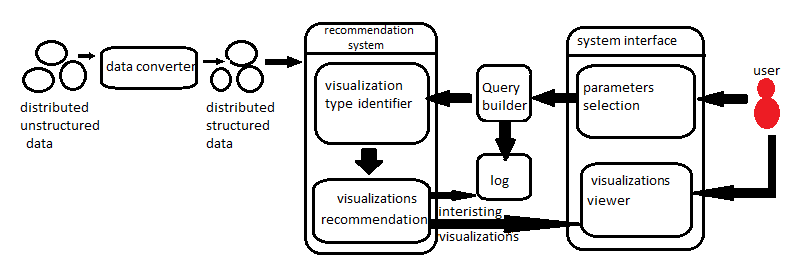 distributed
unstructured
data
data converter
distributed
structured
data
recommendation
system
visualization
type identifier
visualizations
recommendation
Query
builder
log
interisting
visualizations
system interface
parameters
selection
visualizations
viewer
user